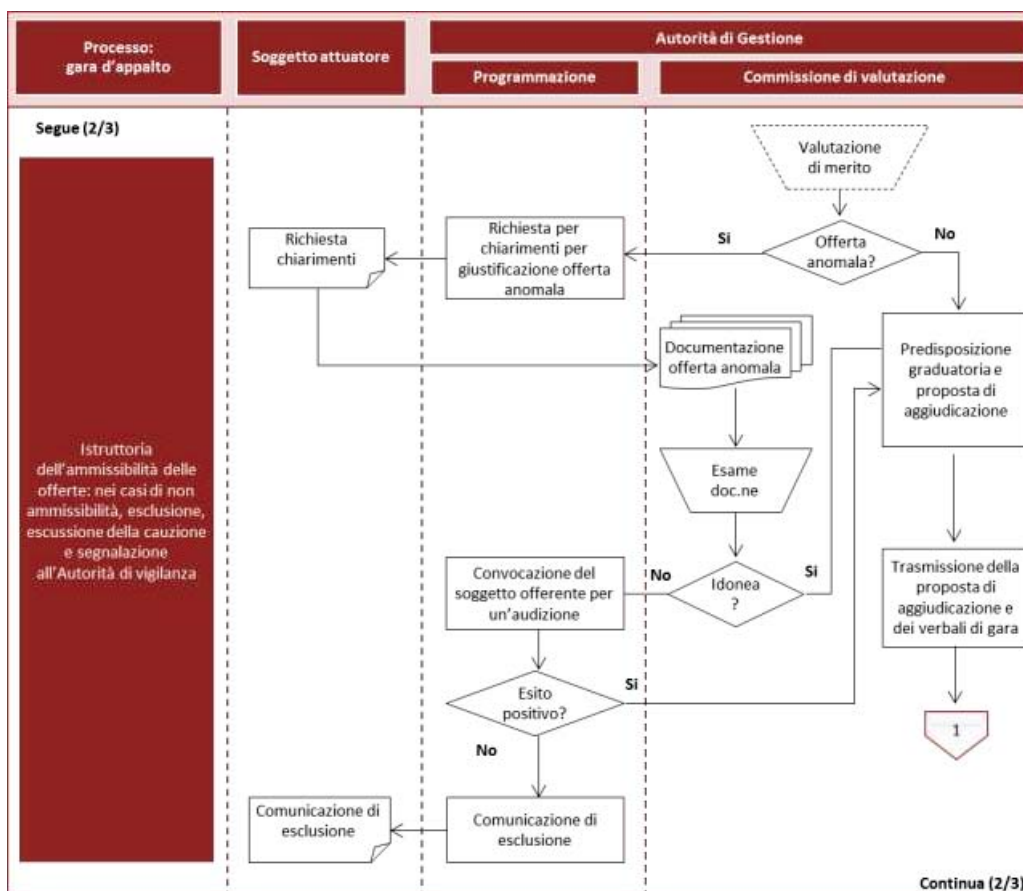 Processo:
gara d'appalto
Soggetto attuatore
Autorità di Gestione
Programmazione
Commissione di valutazione
Segue (2/3)
Valutazione
di merito
Offerta
anomala?
Si
No
Richiesta per
chiarimenti per
giustificazione offerta
anomala
Richiesta
chiarimenti
Documentazione
offerta anomala
Predisposizione
graduatoria e
proposta di
aggiudicazione
Istruttoria
dell'ammissibilità delle
offerte: nei casi di non
ammissibilità, esclusione,
escussione della cauzione
e segnalazione
all'Autorità di vigilanza
Esame
doc.ne
Convocazione del
soggetto offerente per
un'audizione
No
Idonea
?
Si
Trasmissione della
proposta di
aggiudicazione e
dei verbali di gara
Esito
positivo?
Si
No
1
Comunicazione di
esclusione
Comunicazione di
esclusione
Continua (2/3)